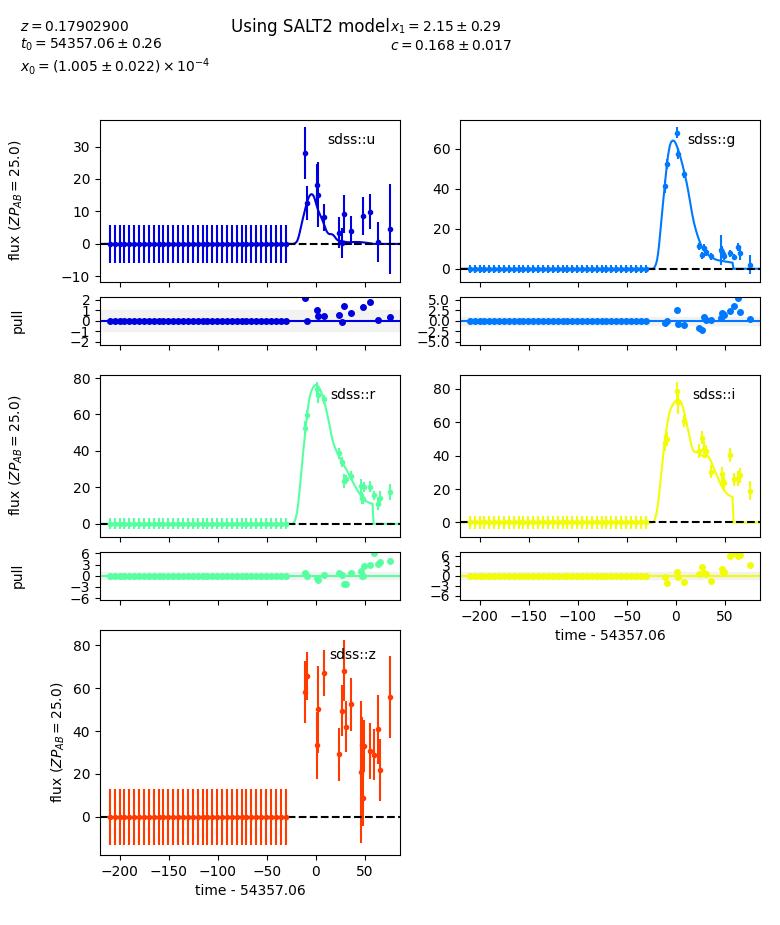 Using SALT2 model
z = 0.17902900
t₀ = 54357.06 ± 0.26
x₀ = (1.005 ± 0.022) × 10⁻⁴
x₁ = 2.15 ± 0.29
c = 0.168 ± 0.017
flux (ZP_AB = 25.0)
sdss::u
30
20
10
0
−10
sdss::g
60
40
20
0
pull
2
1
0
−1
−2
5.0
2.5
0.0
−2.5
−5.0
flux (ZP_AB = 25.0)
sdss::r
80
60
40
20
0
sdss::i
80
60
40
20
0
pull
6
3
0
−3
−6
6
3
0
−3
−6
−200 −150 −100 −50 0 50
time - 54357.06
flux (ZP_AB = 25.0)
sdss::z
80
60
40
20
0
−200 −150 −100 −50 0 50
time - 54357.06